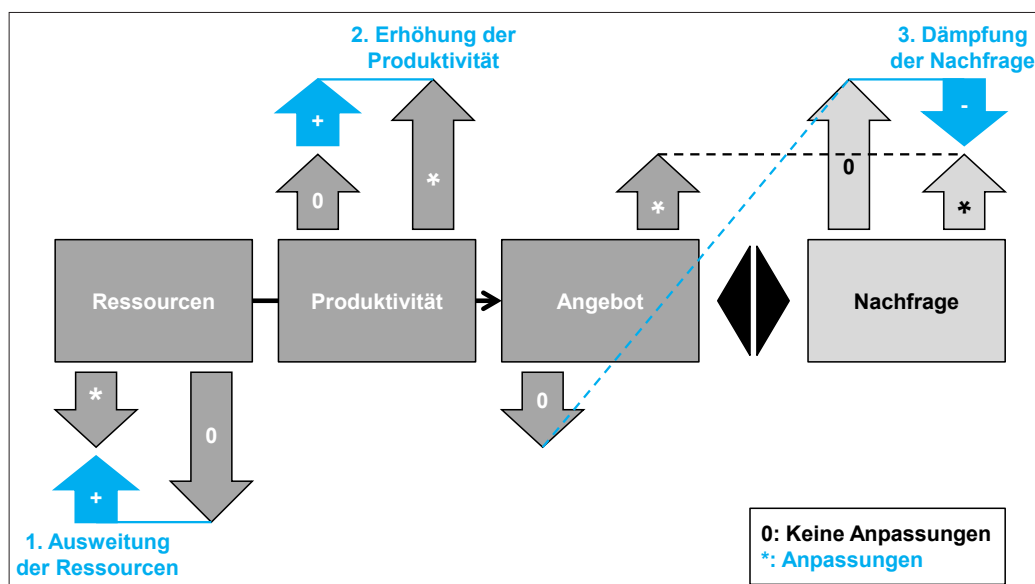 2. Erhöhung der
Produktivität
3. Dämpfung
der Nachfrage
+
-
0
*
*
0
*
Ressourcen
Produktivität
Angebot
Nachfrage
*
0
0
+
1. Ausweitung
der Ressourcen
0: Keine Anpassungen
*: Anpassungen